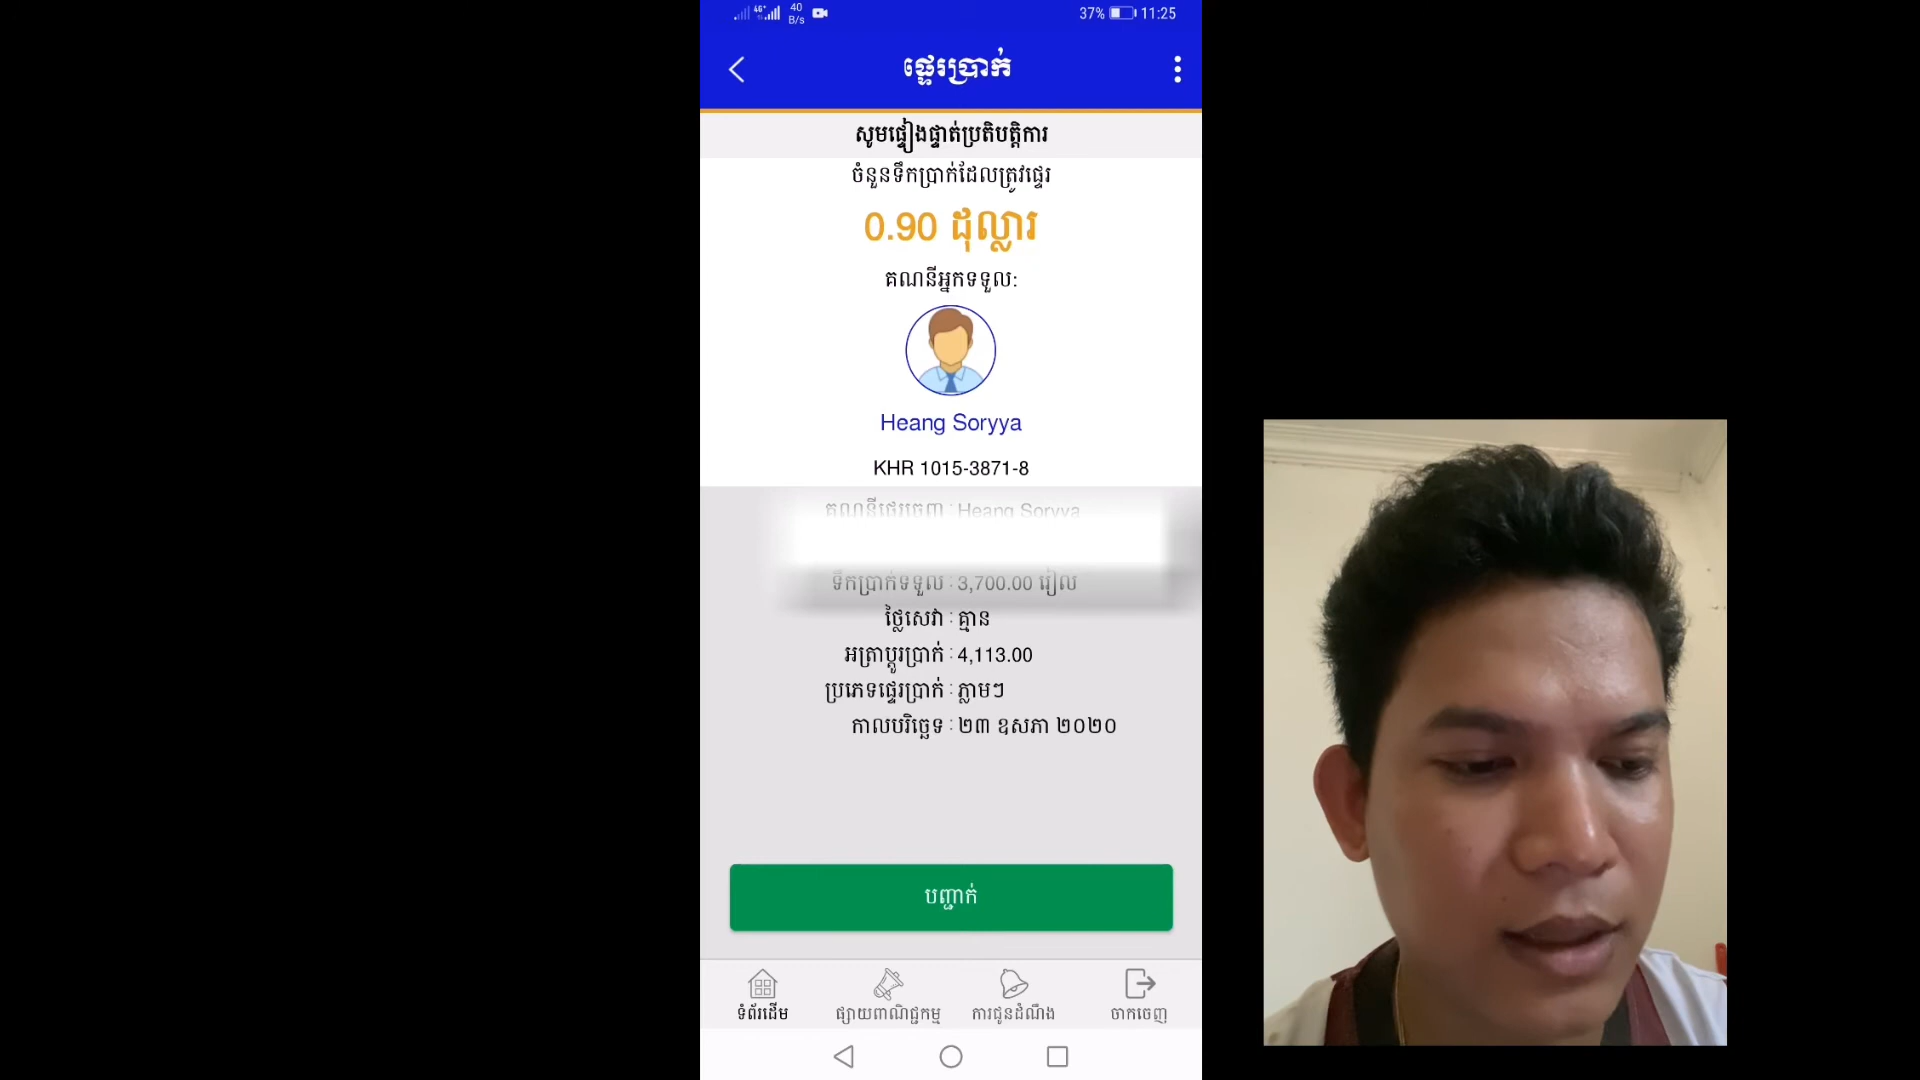 4G+ 40 B/s 37% 11:25
ផ្ទេរប្រាក់
សូមផ្ទៀងផ្ទាត់ប្រតិបត្តិការ
ចំនួនទឹកប្រាក់ដែលត្រូវផ្ទេរ
0.90 ដុល្លារ
គណនីអ្នកទទួល:
Heang Soryya
KHR 1015-3871-8
គណនីផ្ទេរចេញ : Heang Soryya
ទឹកប្រាក់ទទួល : 3,700.00 រៀល
ថ្លៃសេវា : គ្មាន
អត្រាប្តូរប្រាក់ : 4,113.00
ប្រភេទផ្ទេរប្រាក់ : ភ្លាមៗ
កាលបរិច្ឆេទ : ២៣ ឧសភា ២០២០
បញ្ជាក់
ទំព័រដើម ផ្សាយពាណិជ្ជកម្ម ការជូនដំណឹង ចាកចេញ